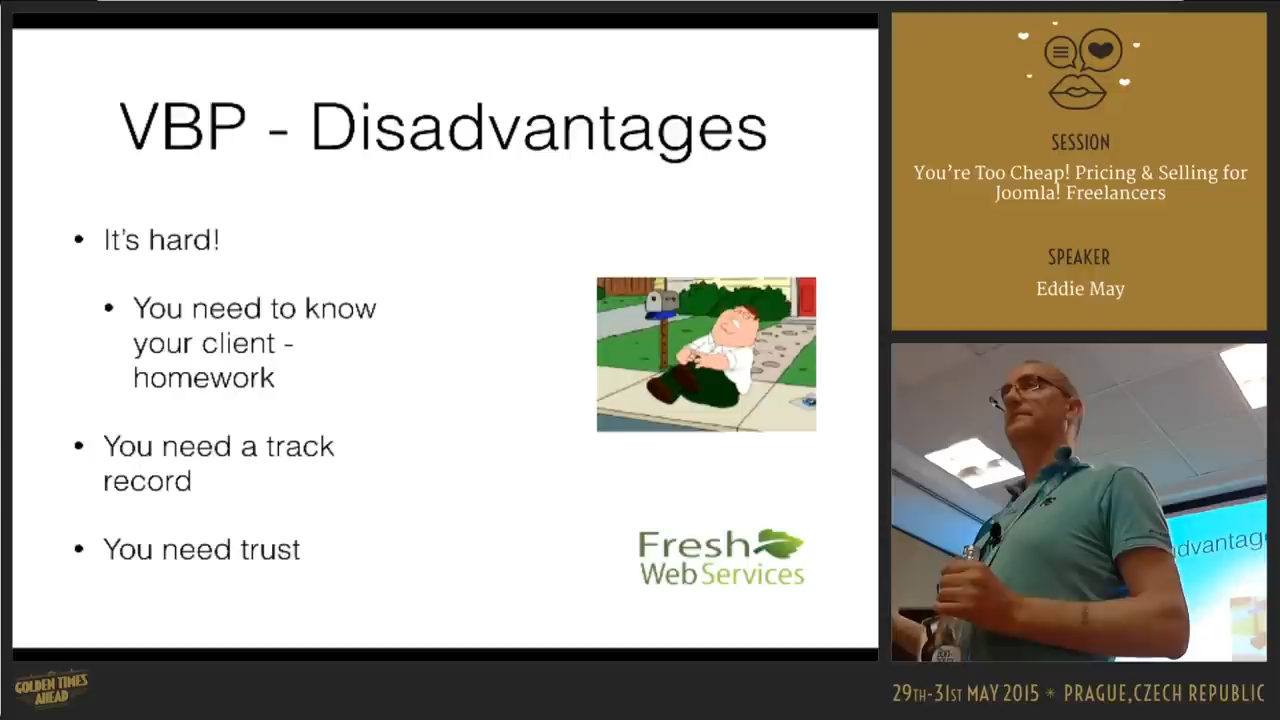 VBP - Disadvantages
• It's hard!
• You need to know
your client -
homework
• You need a track
record
• You need trust
Fresh
WebServices
SESSION
You're Too Cheap! Pricing & Selling for
Joomla! Freelancers
SPEAKER
Eddie May
dvantag
GOLDEN TIMES
AHEAD
29TH-31ST MAY 2015 * PRAGUE,CZECH REPUBLIC